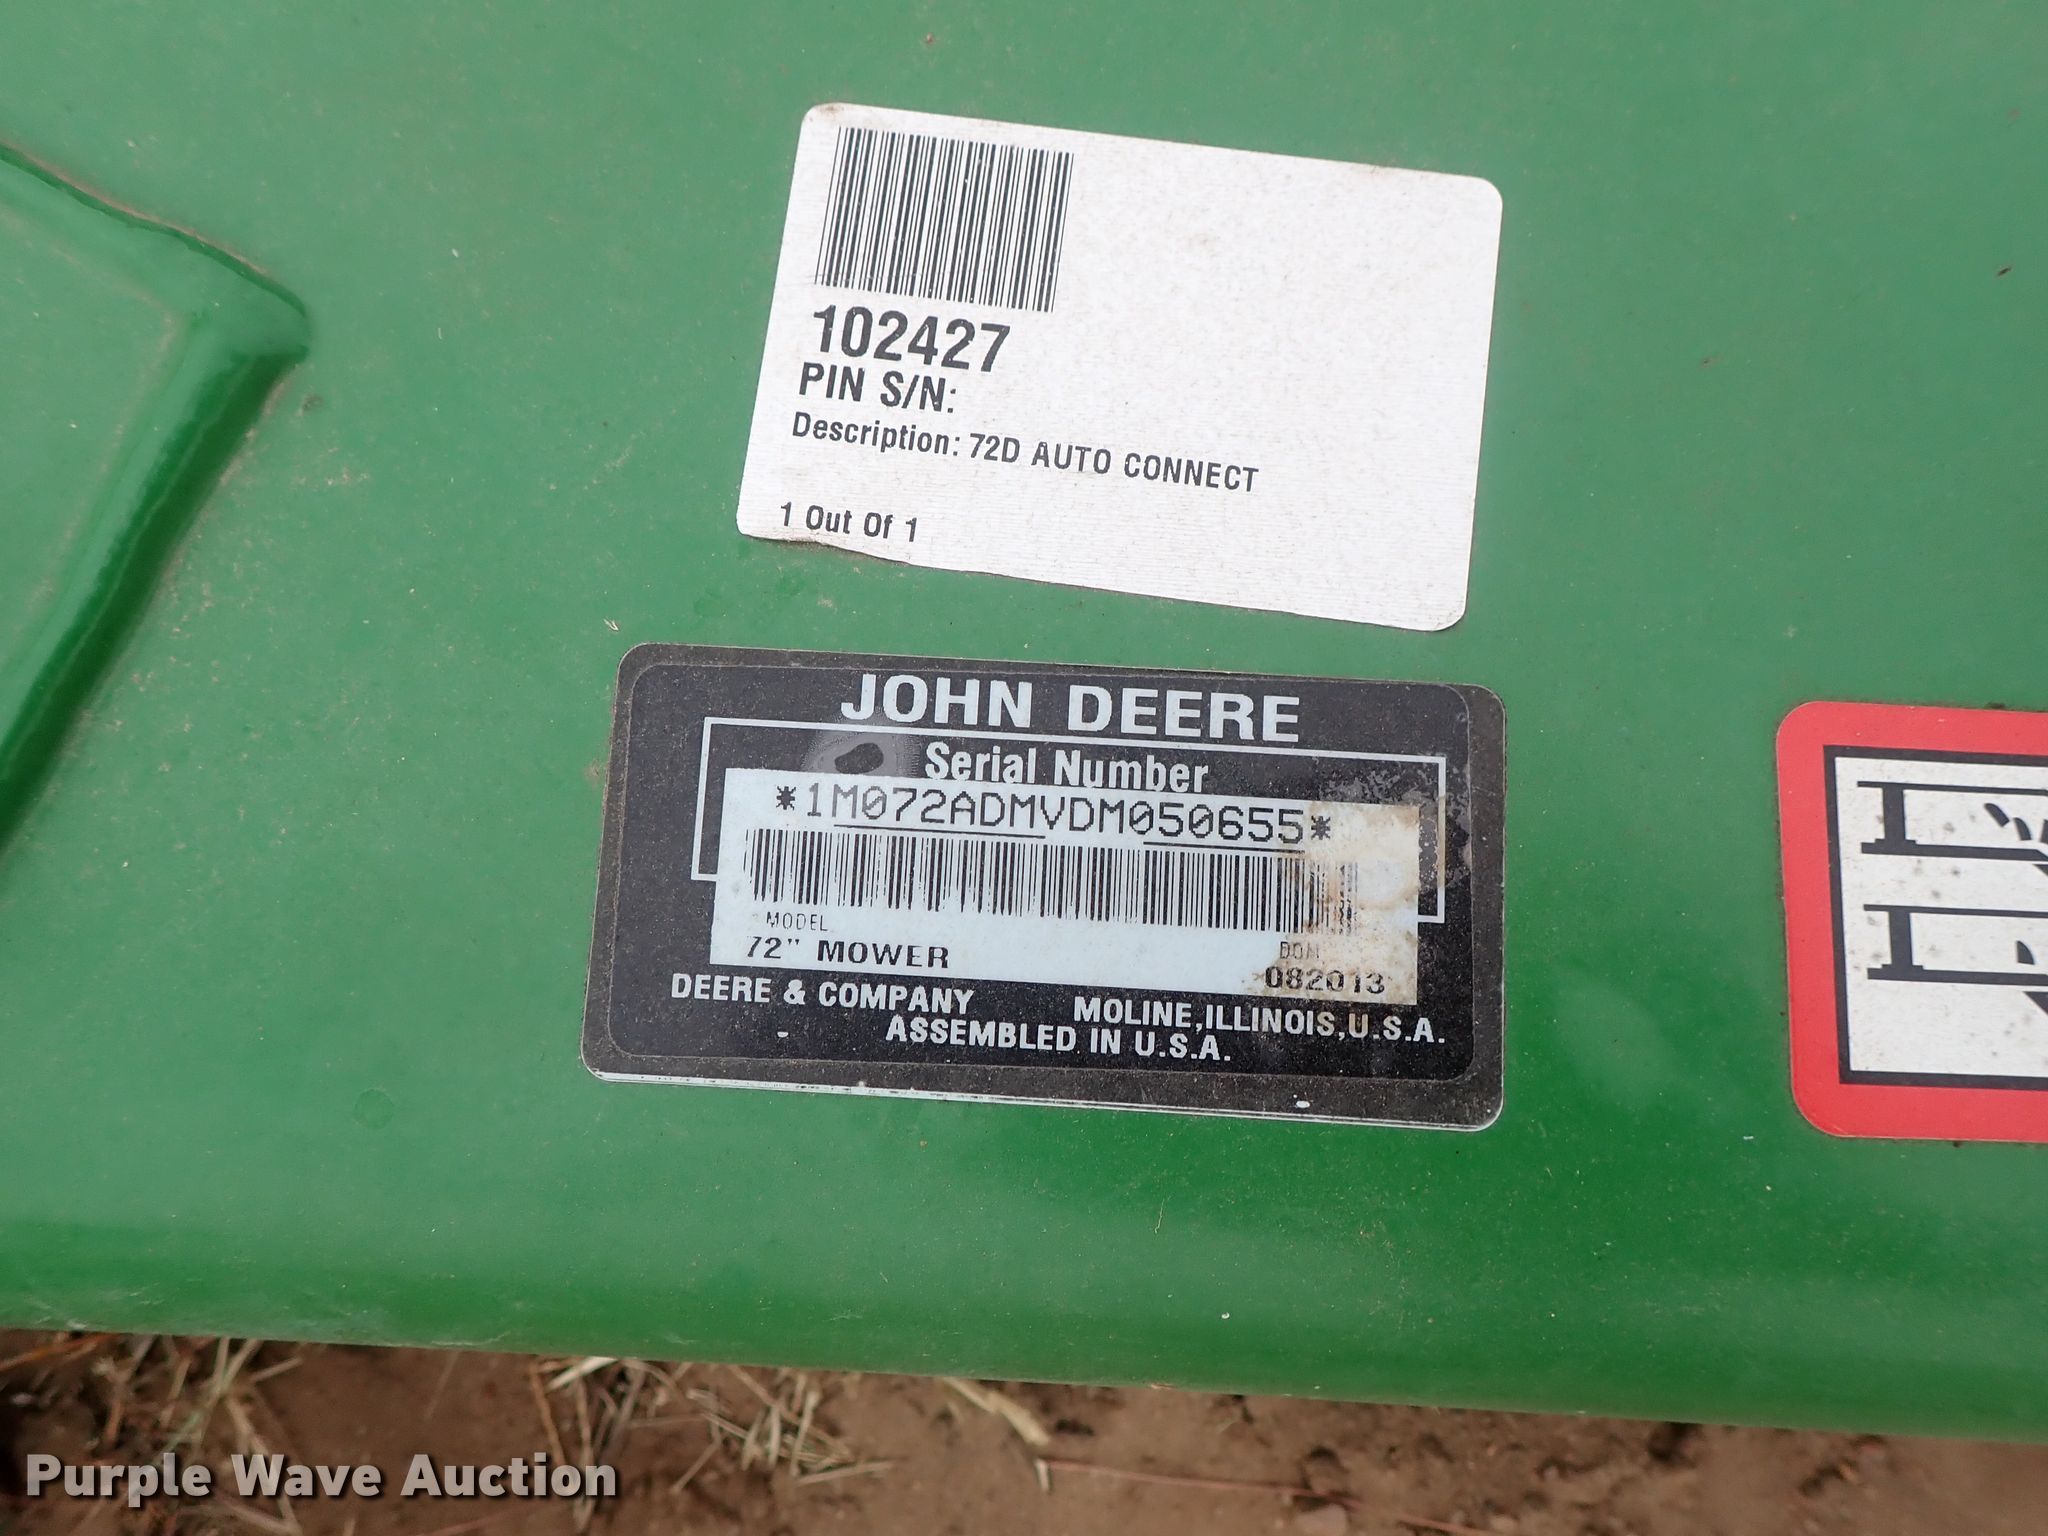 102427
PIN S/N:
Description: 72D AUTO CONNECT
1 Out Of 1
JOHN DEERE
Serial Number
*1M072ADMVDM050655*
MODEL
72" MOWER
DOM
082013
DEERE & COMPANY MOLINE, ILLINOIS, U.S.A.
ASSEMBLED IN U.S.A.
Purple Wave Auction